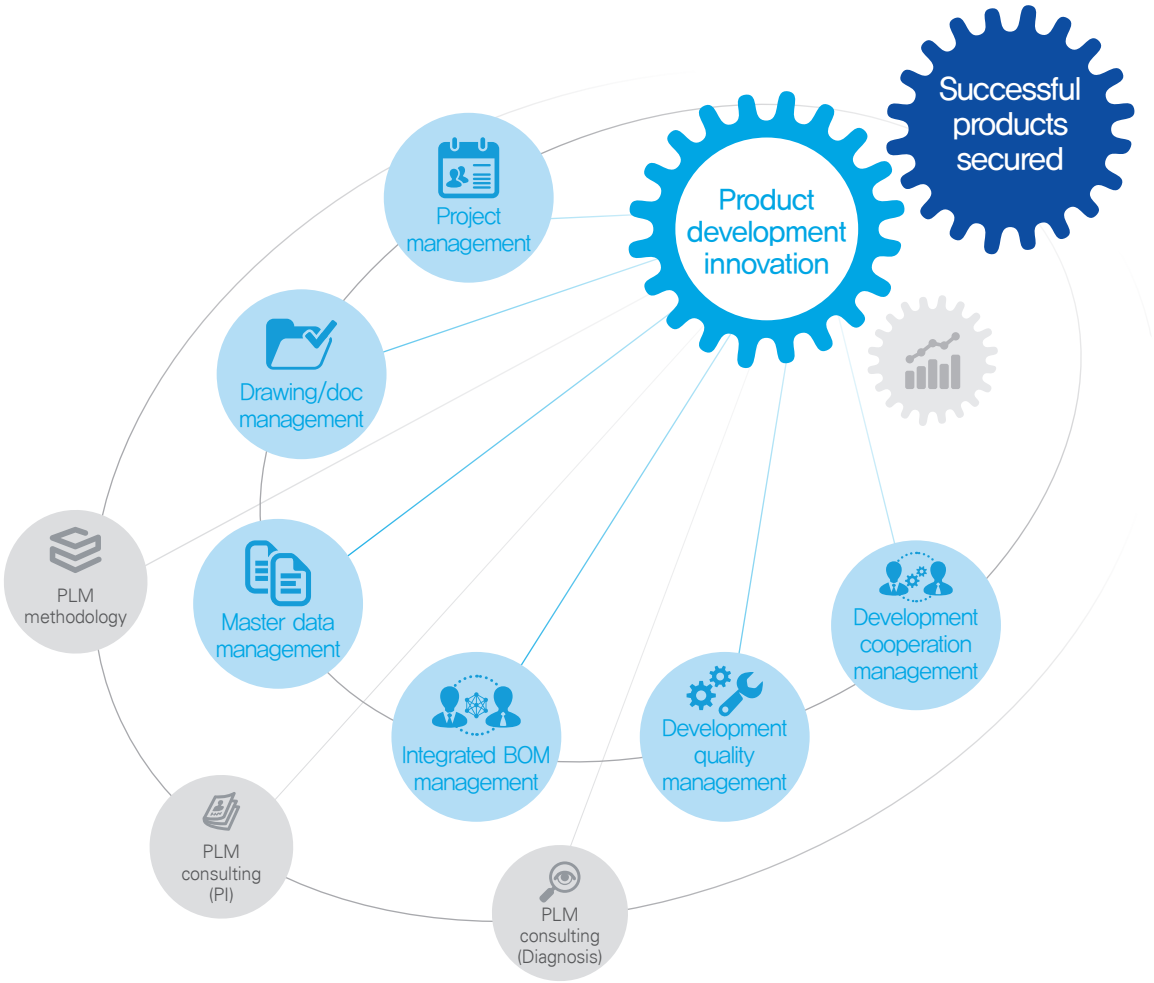 Successful
products
secured
Product
development
innovation
Project
management
Drawing/doc
management
Master data
management
Integrated BOM
management
Development
quality
management
Development
cooperation
management
PLM
methodology
PLM
consulting
(PI)
PLM
consulting
(Diagnosis)